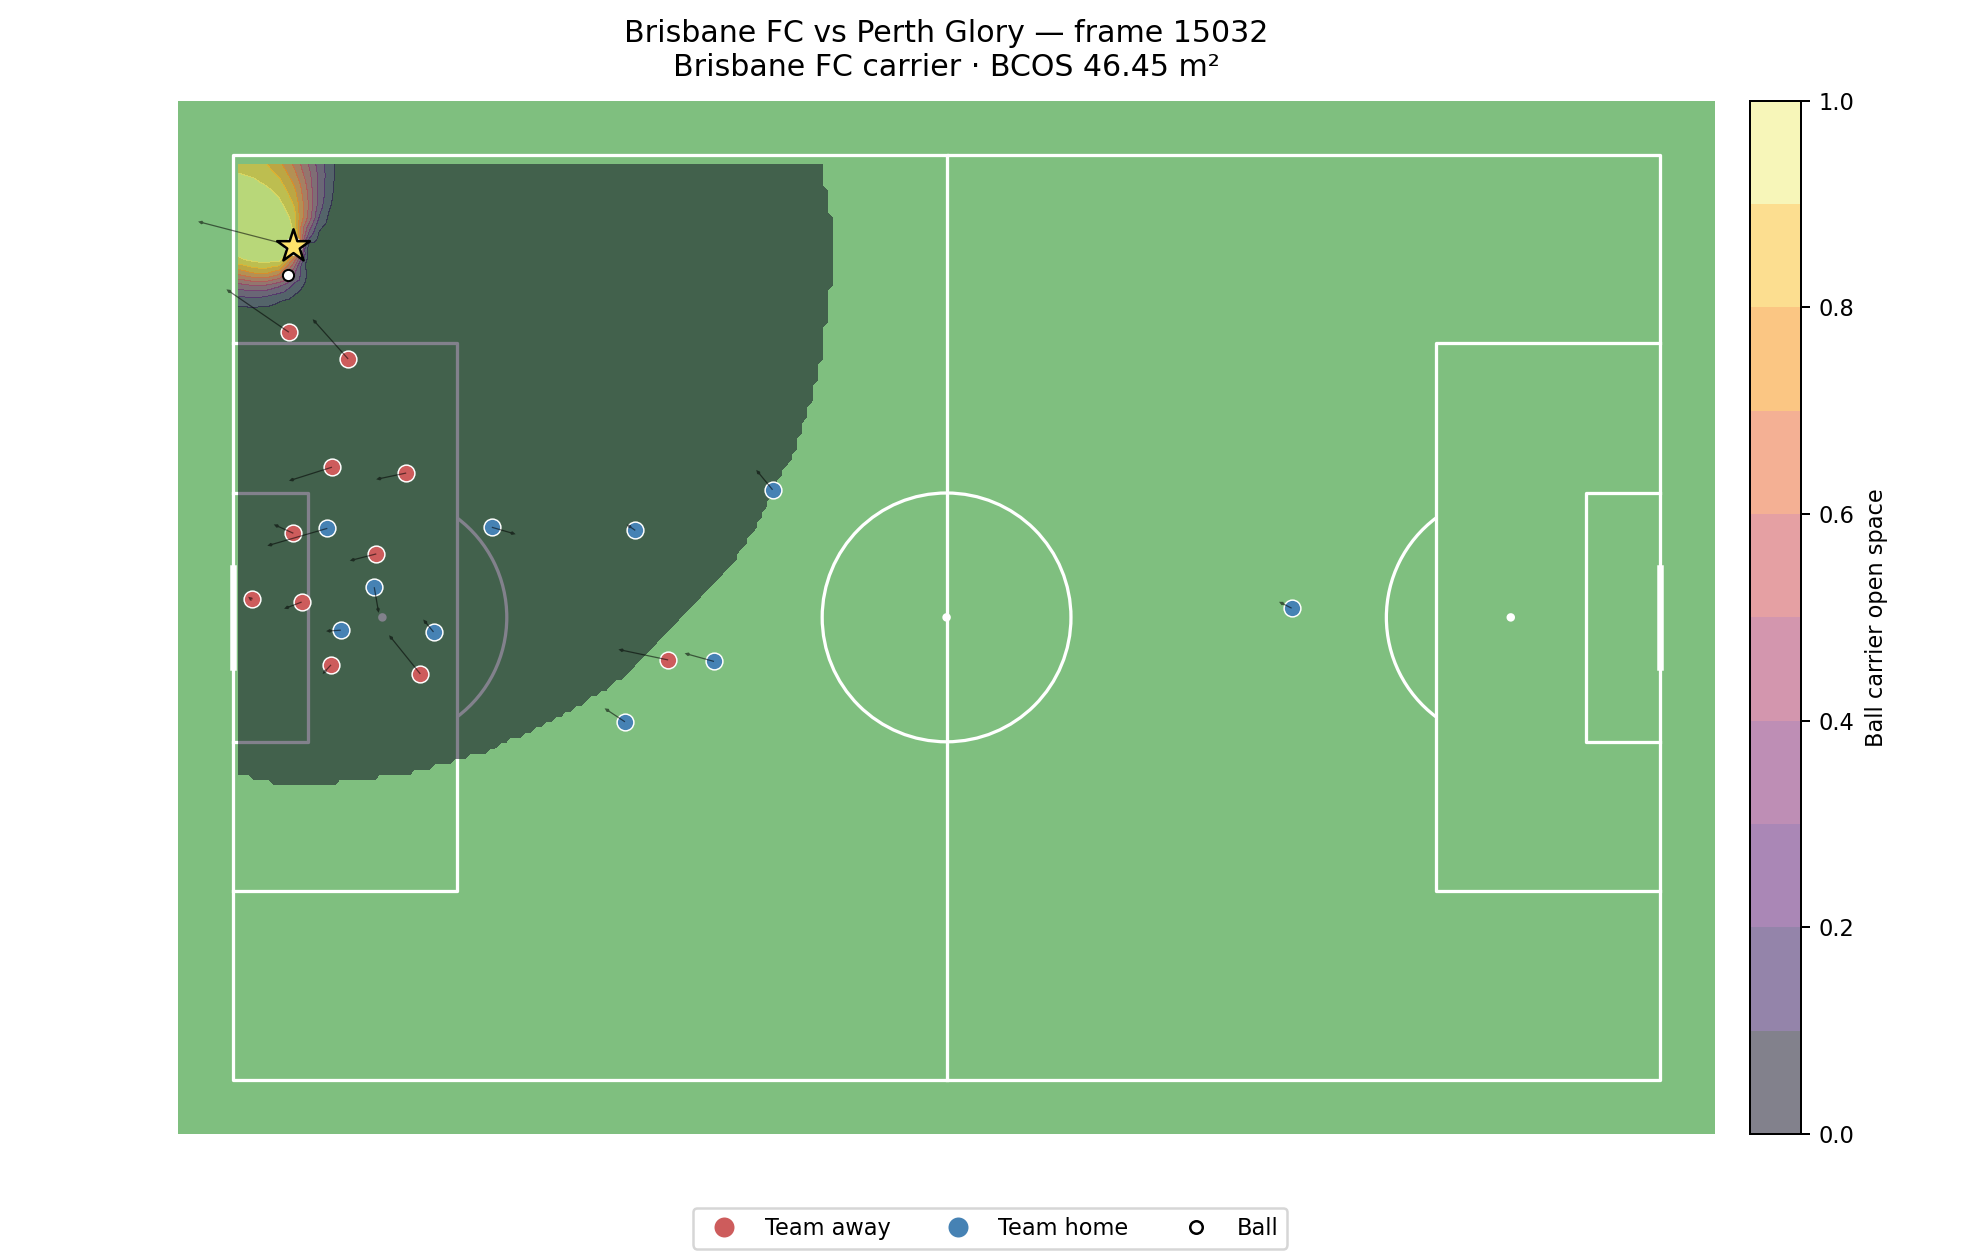 Brisbane FC vs Perth Glory — frame 15032
Brisbane FC carrier · BCOS 46.45 m²
1.0
0.8
0.6
0.4
0.2
0.0
Ball carrier open space
Team away
Team home
Ball